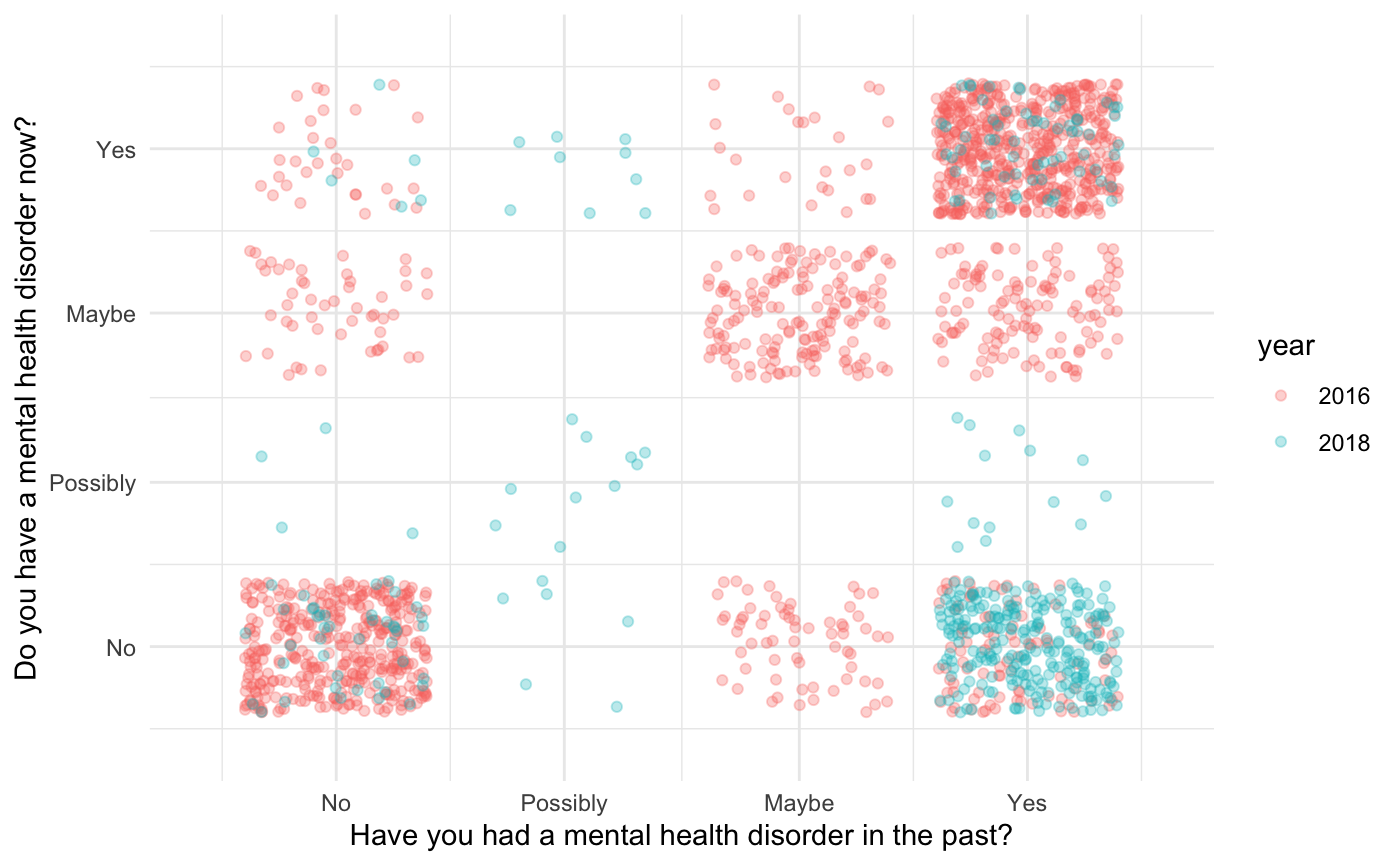 Do you have a mental health disorder now?
Yes
Maybe
Possibly
No
No
Possibly
Maybe
Yes
Have you had a mental health disorder in the past?
year
2016
2018